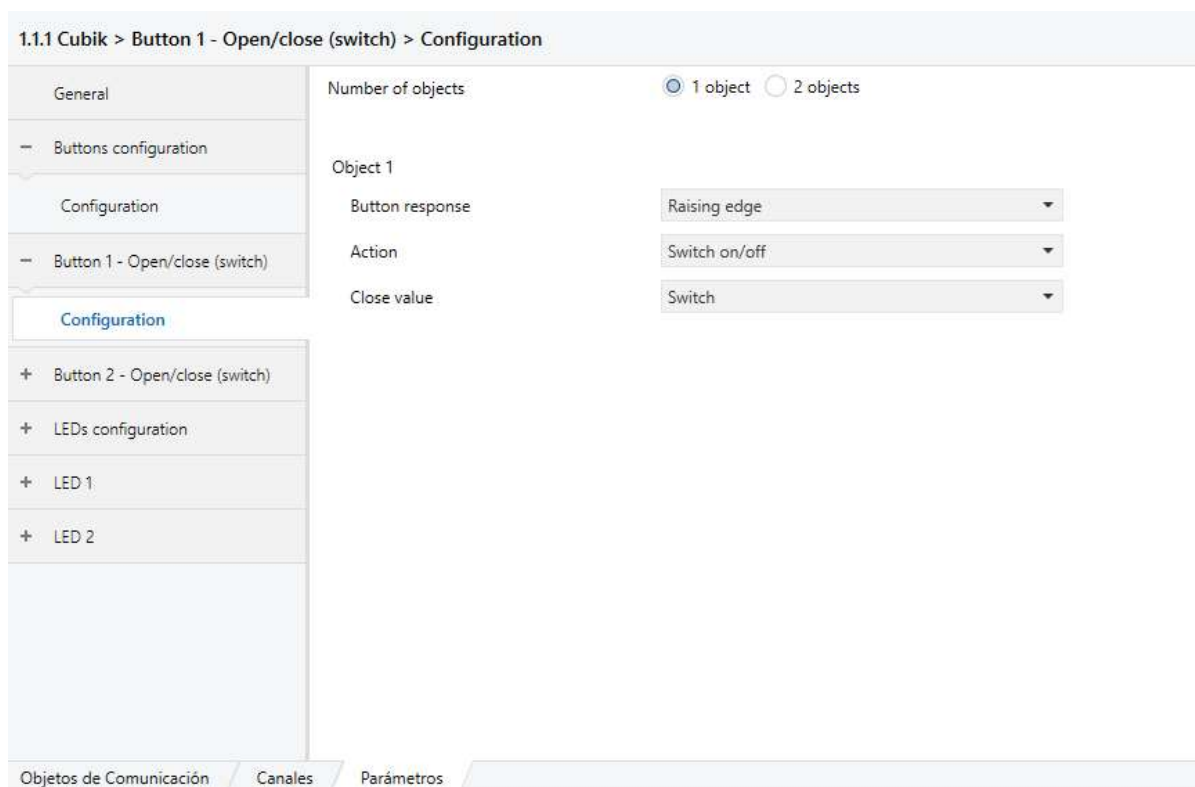 1.1.1 Cubik > Button 1 - Open/close (switch) > Configuration
General
− Buttons configuration
Configuration
− Button 1 - Open/close (switch)
Configuration
+ Button 2 - Open/close (switch)
+ LEDs configuration
+ LED 1
+ LED 2
Number of objects 1 object 2 objects
Object 1
Button response Raising edge
Action Switch on/off
Close value Switch
Objetos de Comunicación Canales Parámetros